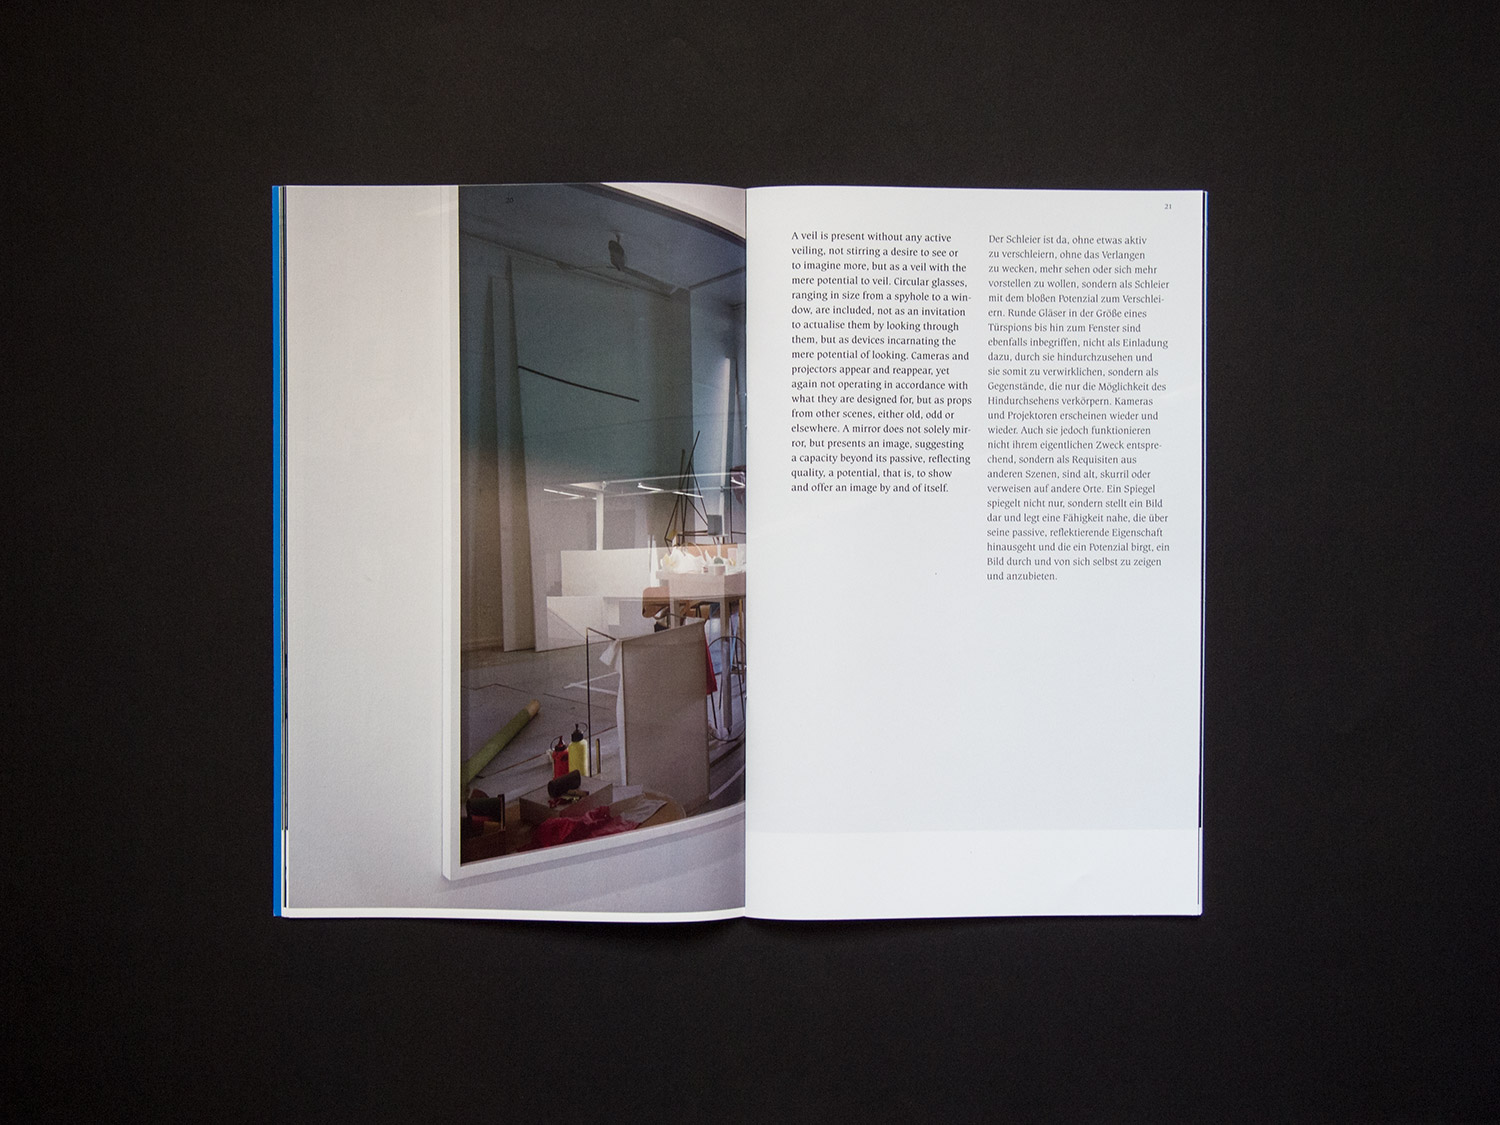 21
A veil is present without any active
veiling, not stirring a desire to see or
to imagine more, but as a veil with the
mere potential to veil. Circular glasses,
ranging in size from a spyhole to a win-
dow, are included, not as an invitation
to actualise them by looking through
them, but as devices incarnating the
mere potential of looking. Cameras and
projectors appear and reappear, yet
again not operating in accordance with
what they are designed for, but as props
from other scenes, either old, odd or
elsewhere. A mirror does not solely mir-
ror, but presents an image, suggesting
a capacity beyond its passive, reflecting
quality, a potential, that is, to show
and offer an image by and of itself.
Der Schleier ist da, ohne etwas aktiv
zu verschleiern, ohne das Verlangen
zu wecken, mehr sehen oder sich mehr
vorstellen zu wollen, sondern als Schleier
mit dem bloßen Potenzial zum Verschlei-
ern. Runde Gläser in der Größe eines
Türspions bis hin zum Fenster sind
ebenfalls inbegriffen, nicht als Einladung
dazu, durch sie hindurchzusehen und
sie somit zu verwirklichen, sondern als
Gegenstände, die nur die Möglichkeit des
Hindurchsehens verkörpern. Kameras
und Projektoren erscheinen wieder und
wieder. Auch sie jedoch funktionieren
nicht ihrem eigentlichen Zweck entspre-
chend, sondern als Requisiten aus
anderen Szenen, sind alt, skurril oder
verweisen auf andere Orte. Ein Spiegel
spiegelt nicht nur, sondern stellt ein Bild
dar und legt eine Fähigkeit nahe, die über
seine passive, reflektierende Eigenschaft
hinausgeht und die ein Potenzial birgt, ein
Bild durch und von sich selbst zu zeigen
und anzubieten.